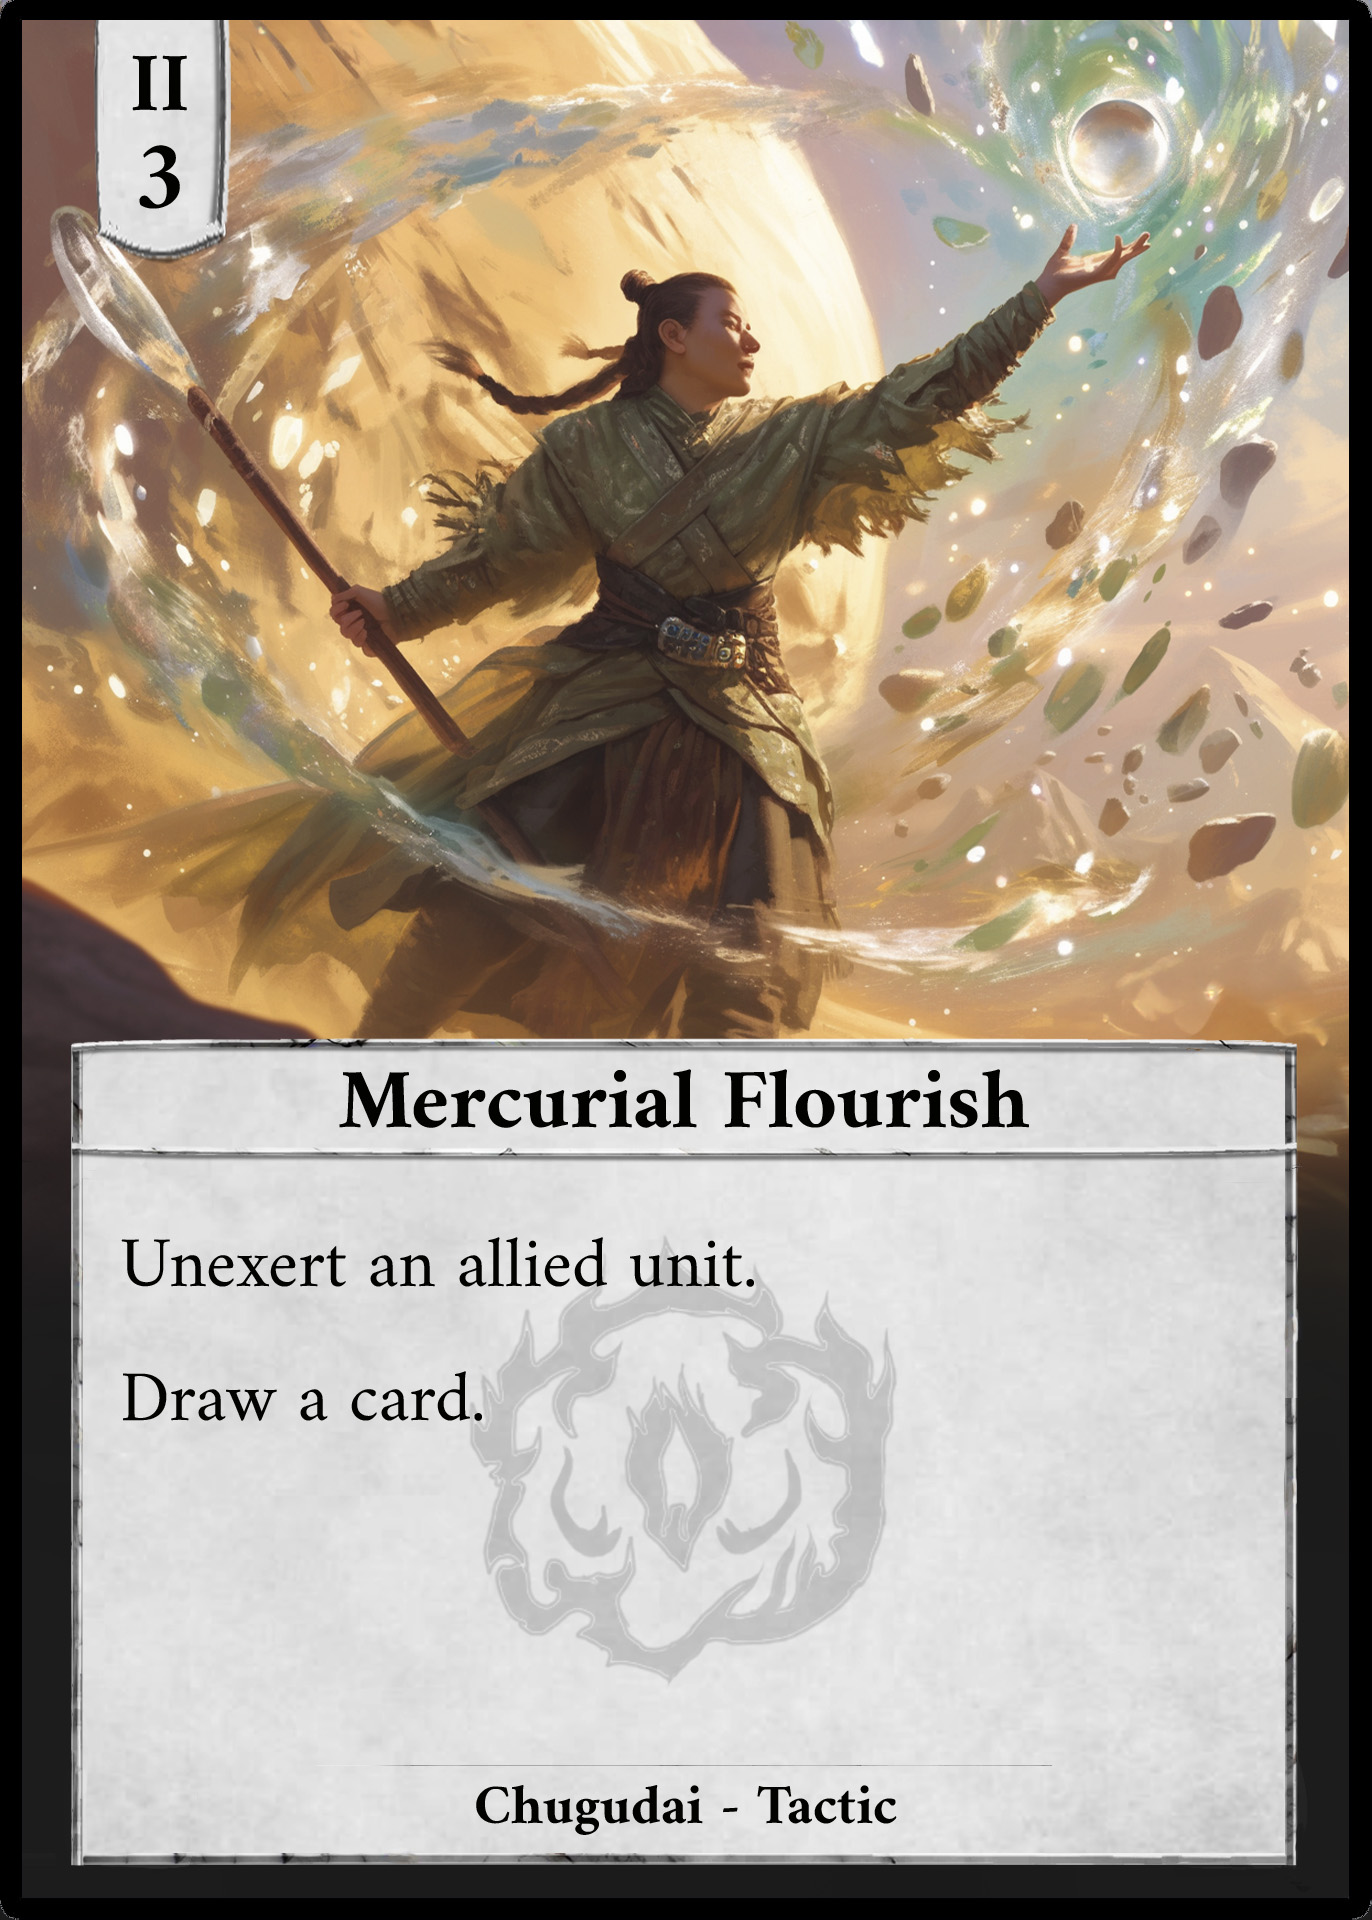 II
3
Mercurial Flourish
Unexert an allied unit.
Draw a card.
Chugudai - Tactic